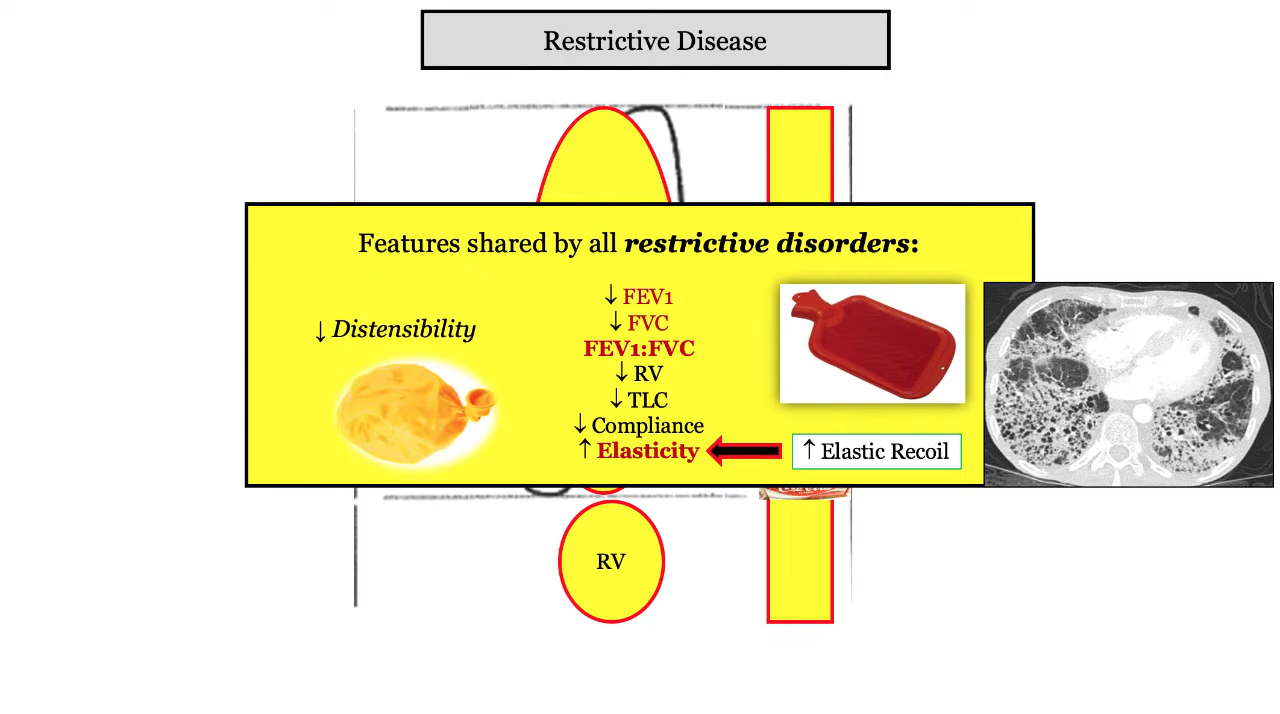 Restrictive Disease
Features shared by all restrictive disorders:
↓ Distensibility
↓ FEV1
↓ FVC
FEV1:FVC
↓ RV
↓ TLC
↓ Compliance
↑ Elasticity
↑ Elastic Recoil
RV